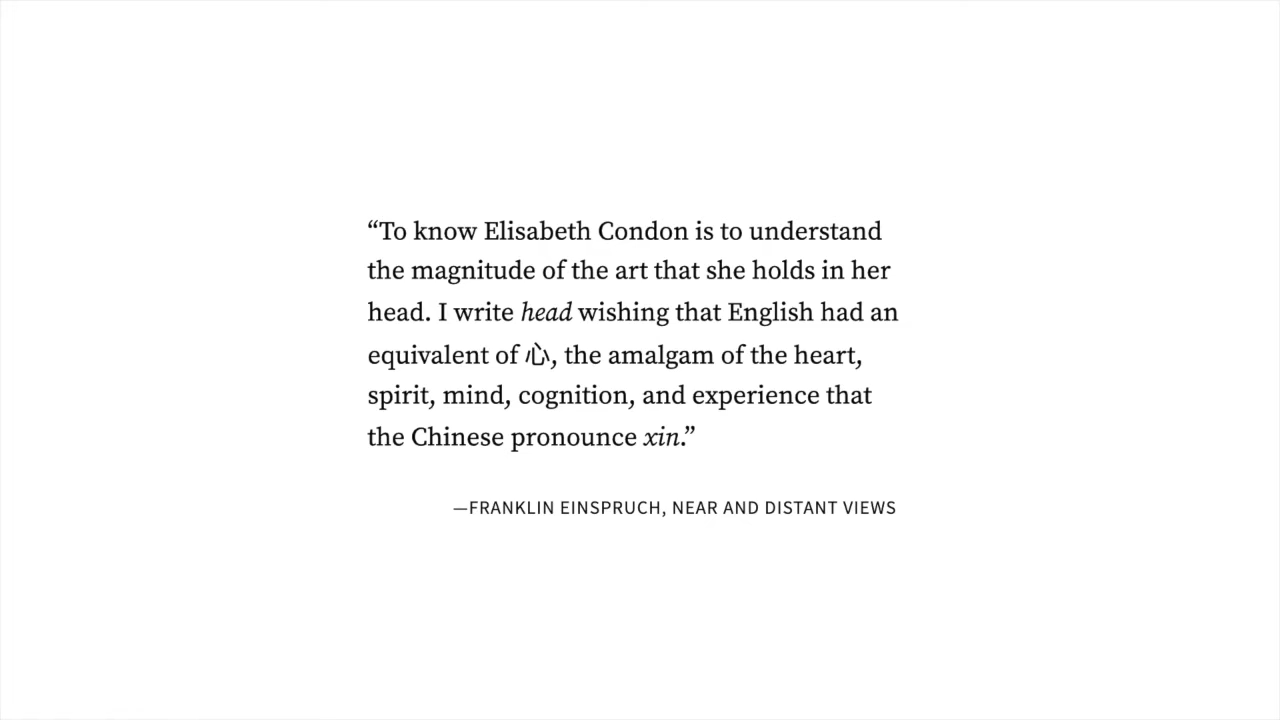 “To know Elisabeth Condon is to understand
the magnitude of the art that she holds in her
head. I write head wishing that English had an
equivalent of 心, the amalgam of the heart,
spirit, mind, cognition, and experience that
the Chinese pronounce xin.”
—FRANKLIN EINSPRUCH, NEAR AND DISTANT VIEWS